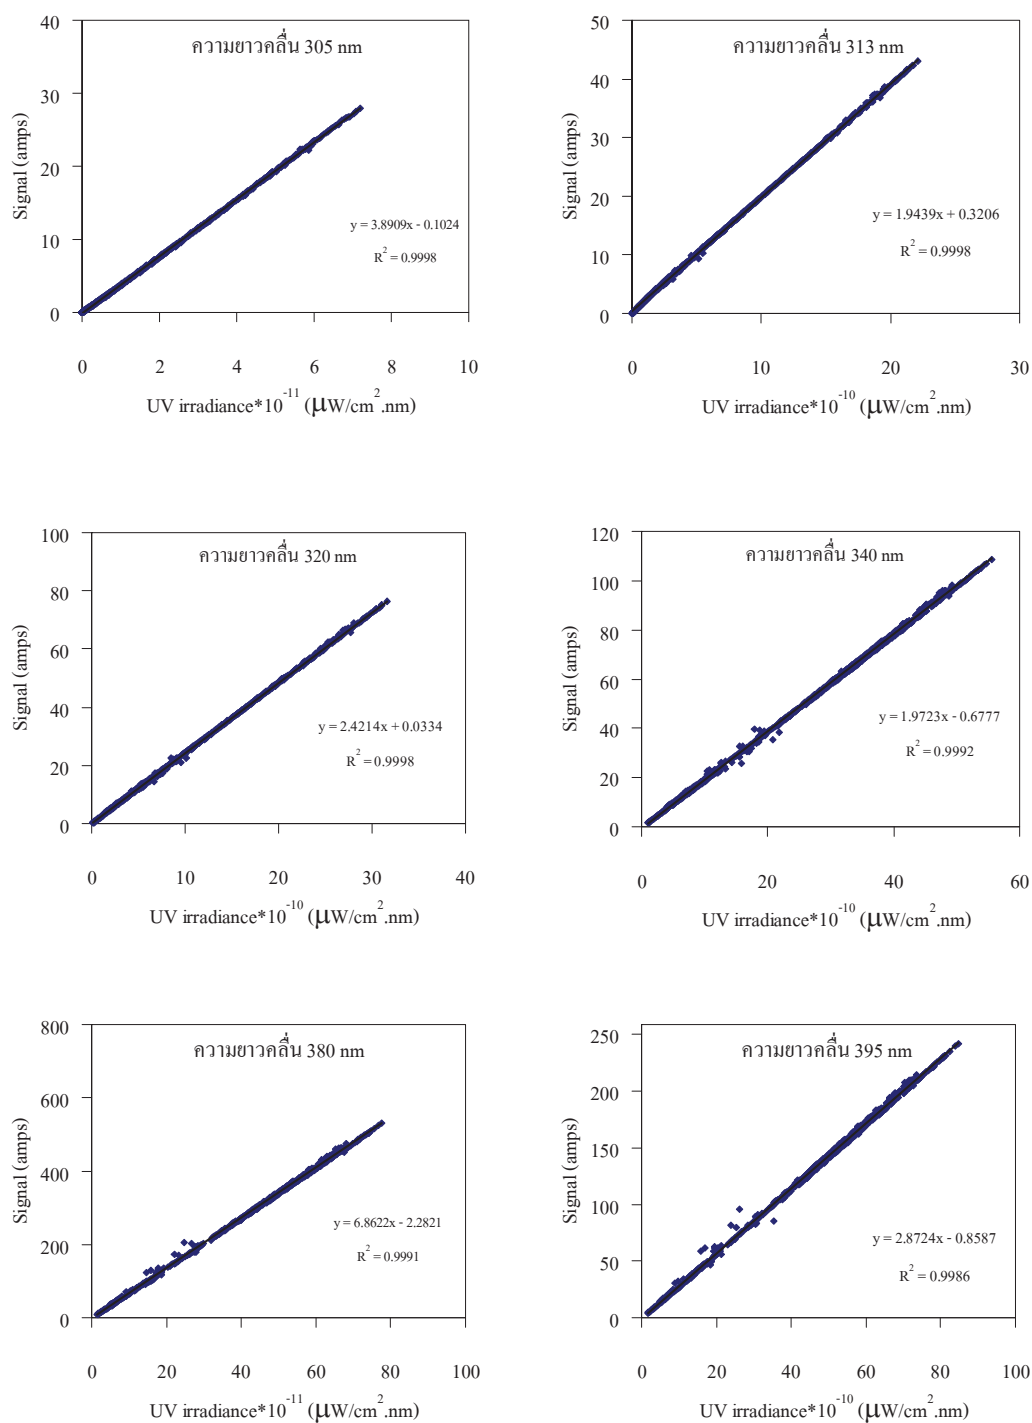 ความยาวคลื่น 305 nm
40
30
20
10
0
Signal (amps)
y = 3.8909x - 0.1024
R² = 0.9998
0 2 4 6 8 10
UV irradiance*10⁻¹¹ (μW/cm².nm)
ความยาวคลื่น 313 nm
50
40
30
20
10
0
Signal (amps)
y = 1.9439x + 0.3206
R² = 0.9998
0 10 20 30
UV irradiance*10⁻¹⁰ (μW/cm².nm)
ความยาวคลื่น 320 nm
100
80
60
40
20
0
Signal (amps)
y = 2.4214x + 0.0334
R² = 0.9998
0 10 20 30 40
UV irradiance*10⁻¹⁰ (μW/cm².nm)
ความยาวคลื่น 340 nm
120
100
80
60
40
20
0
Signal (amps)
y = 1.9723x - 0.6777
R² = 0.9992
0 20 40 60
UV irradiance*10⁻¹⁰ (μW/cm².nm)
ความยาวคลื่น 380 nm
800
600
400
200
0
Signal (amps)
y = 6.8622x - 2.2821
R² = 0.9991
0 20 40 60 80 100
UV irradiance*10⁻¹¹ (μW/cm².nm)
ความยาวคลื่น 395 nm
250
200
150
100
50
0
Signal (amps)
y = 2.8724x - 0.8587
R² = 0.9986
0 20 40 60 80 100
UV irradiance*10⁻¹⁰ (μW/cm².nm)